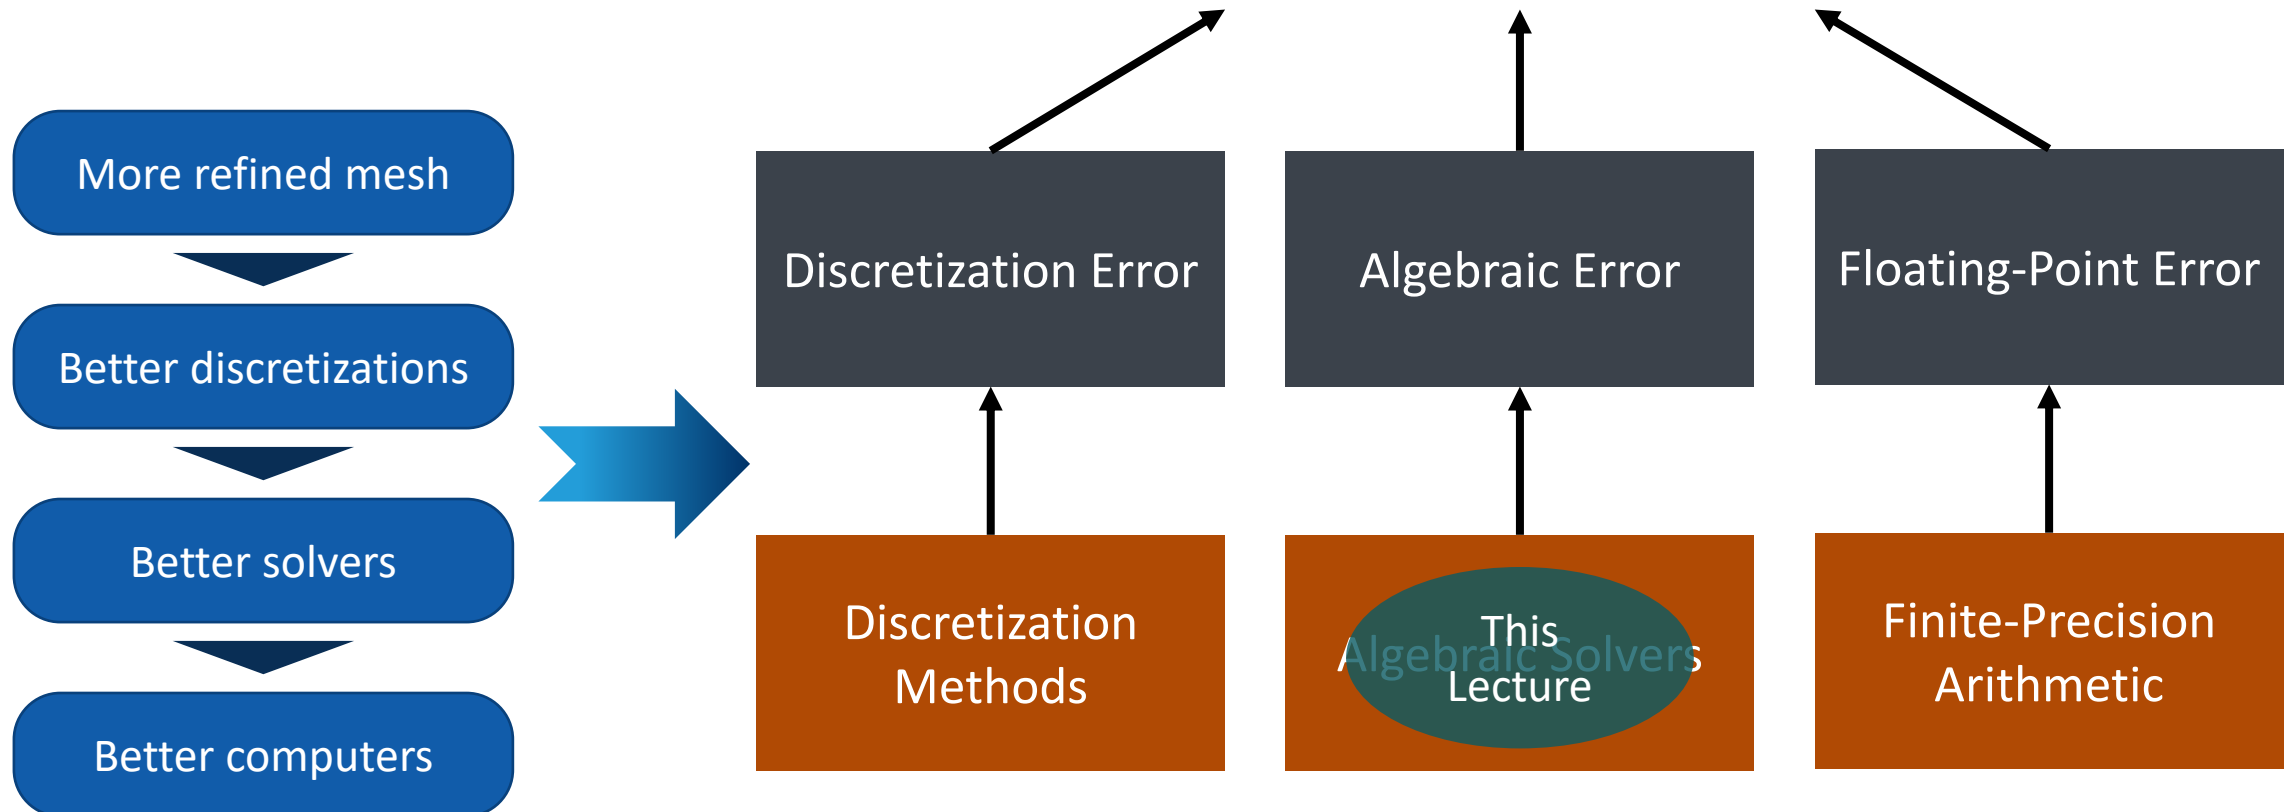 More refined mesh
Better discretizations
Better solvers
Better computers
Discretization Error
Algebraic Error
Floating-Point Error
Discretization
Methods
Algebraic Solvers
This
Lecture
Finite-Precision
Arithmetic